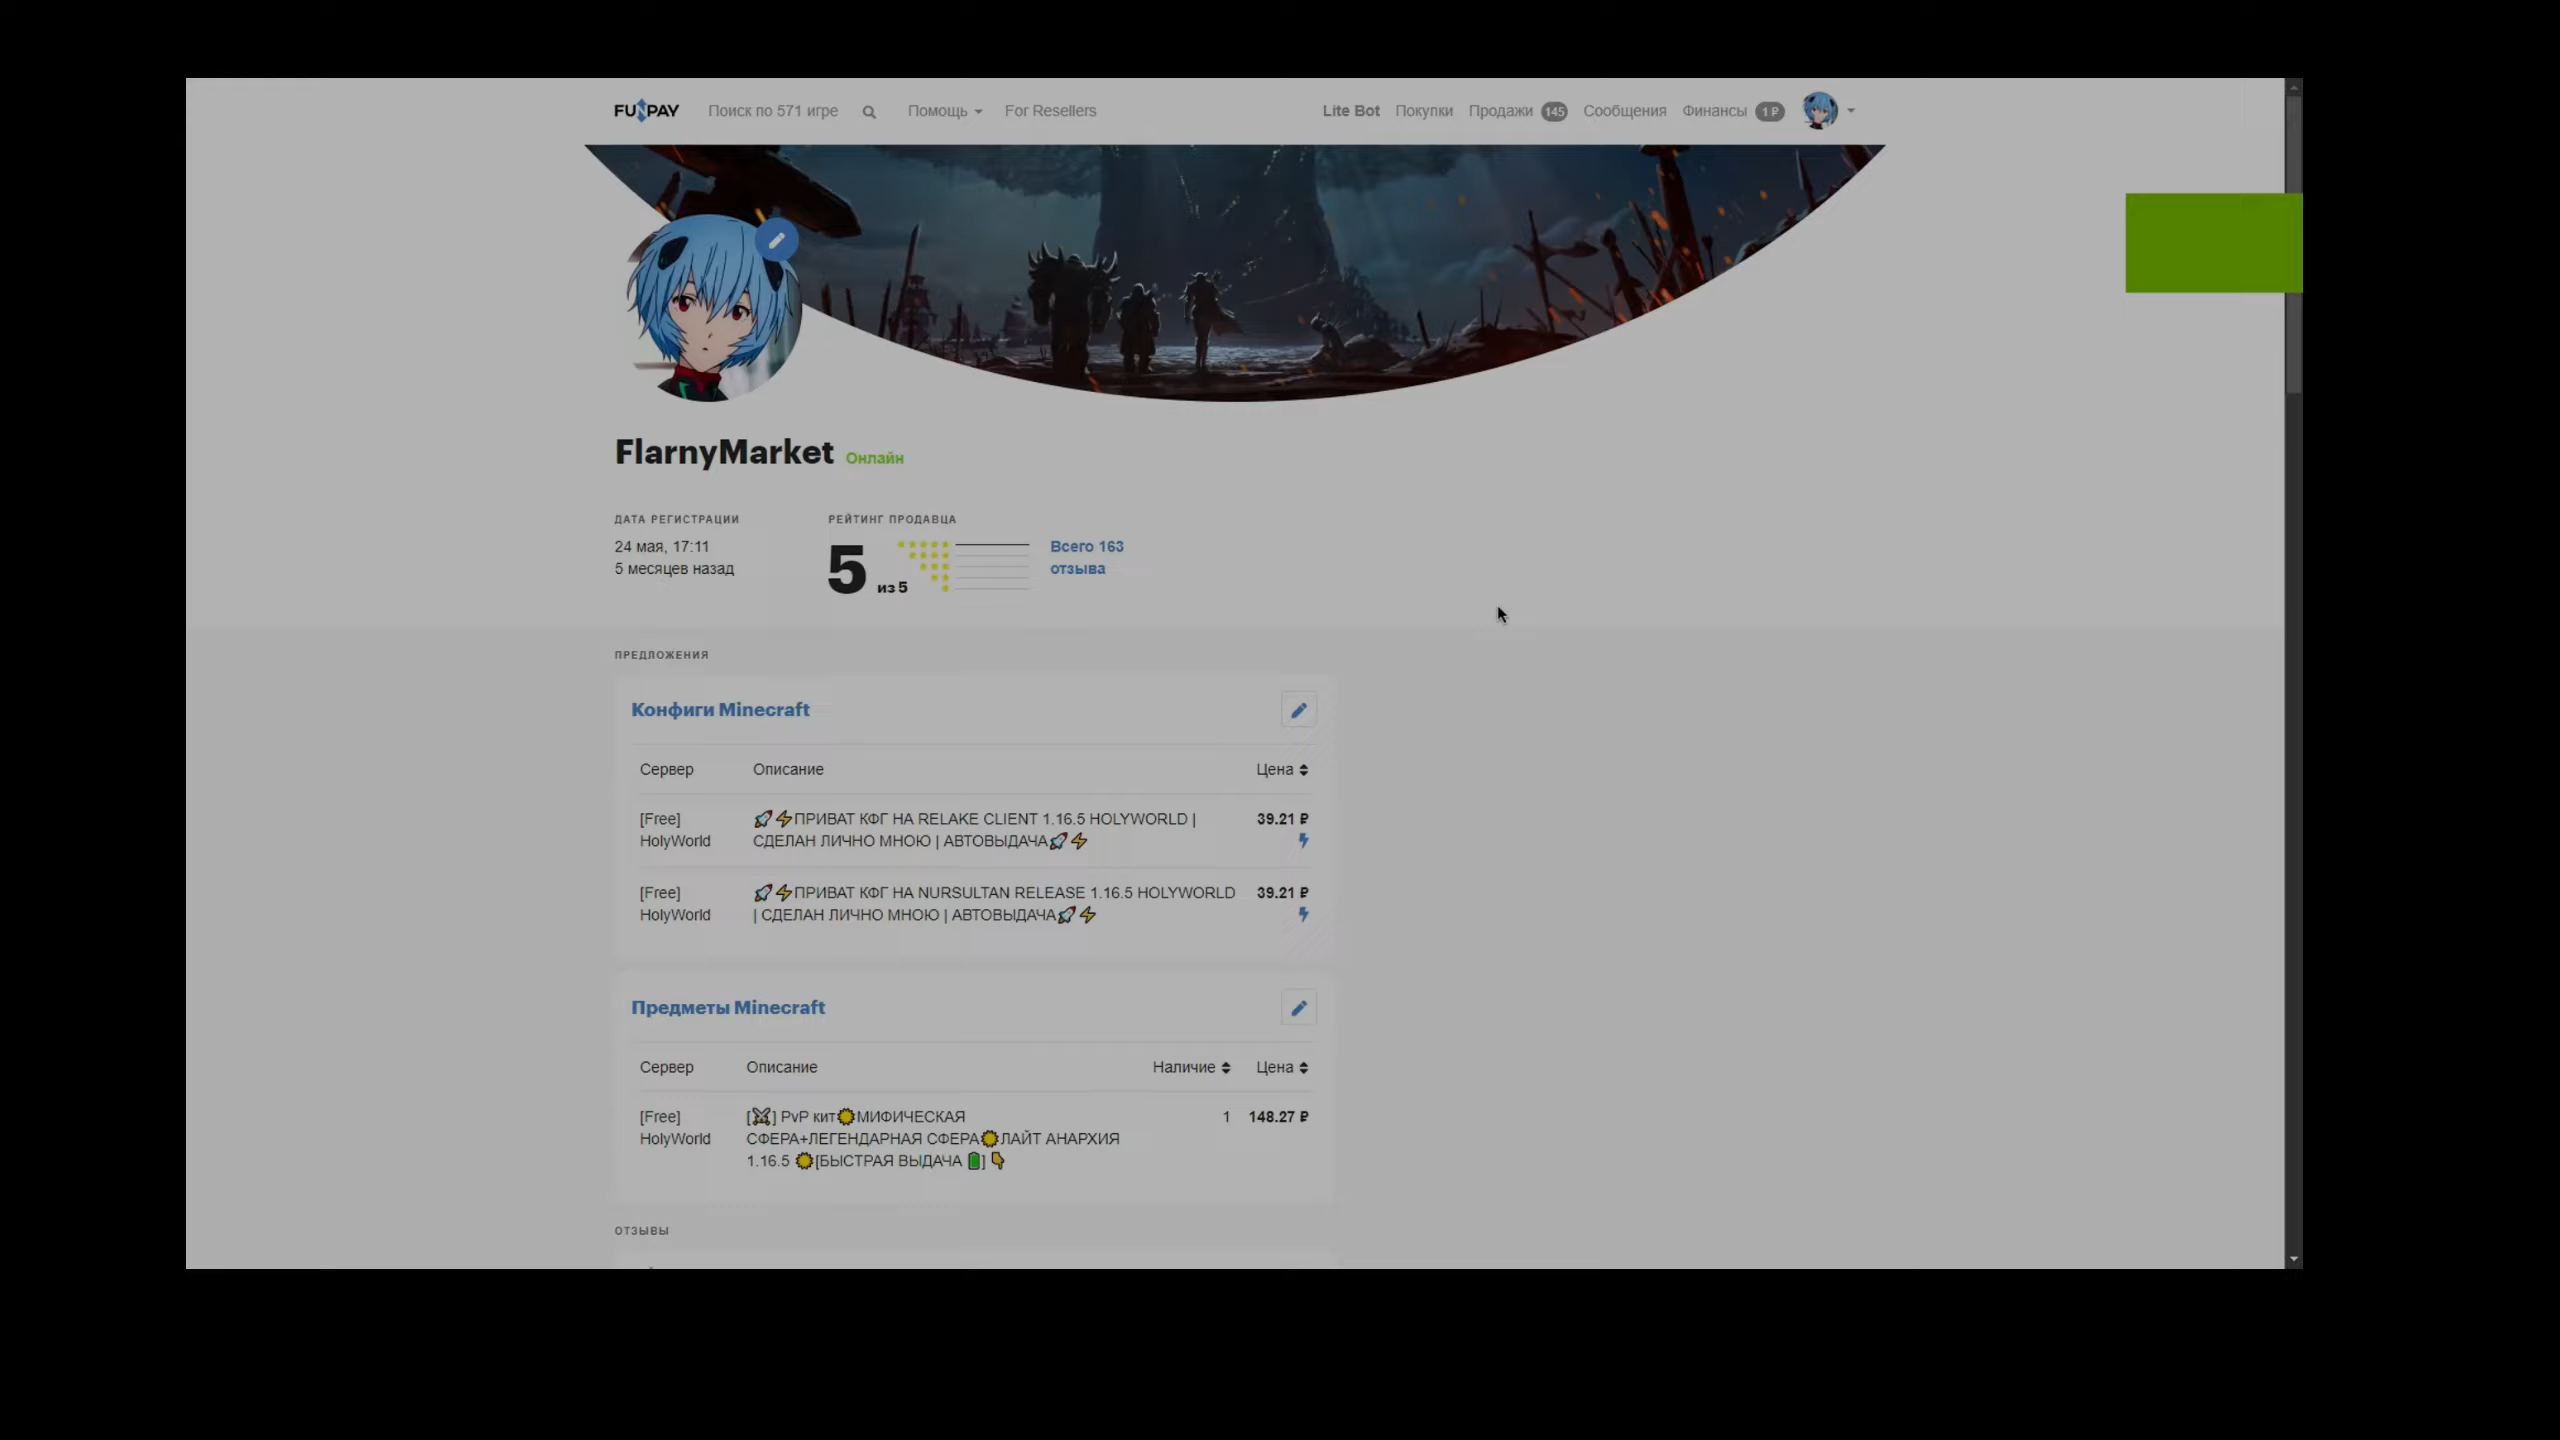 FUNPAY Поиск по 571 игре Помощь For Resellers Lite Bot Покупки Продажи 145 Сообщения Финансы 1 ₽
FlarnyMarket Онлайн
ДАТА РЕГИСТРАЦИИ
24 мая, 17:11
5 месяцев назад
РЕЙТИНГ ПРОДАВЦА
5 из 5
Всего 163
отзыва
ПРЕДЛОЖЕНИЯ
Конфиги Minecraft
Сервер Описание Цена
[Free] 🚀⚡ПРИВАТ КФГ НА RELAKE CLIENT 1.16.5 HOLYWORLD | 39.21 ₽
HolyWorld СДЕЛАН ЛИЧНО МНОЮ | АВТОВЫДАЧА🚀⚡
[Free] 🚀⚡ПРИВАТ КФГ НА NURSULTAN RELEASE 1.16.5 HOLYWORLD 39.21 ₽
HolyWorld | СДЕЛАН ЛИЧНО МНОЮ | АВТОВЫДАЧА🚀⚡
Предметы Minecraft
Сервер Описание Наличие Цена
[Free] [⚔] PvP кит МИФИЧЕСКАЯ 1 148.27 ₽
HolyWorld СФЕРА+ЛЕГЕНДАРНАЯ СФЕРА ЛАЙТ АНАРХИЯ
1.16.5 [БЫСТРАЯ ВЫДАЧА 🔋] 👇
ОТЗЫВЫ